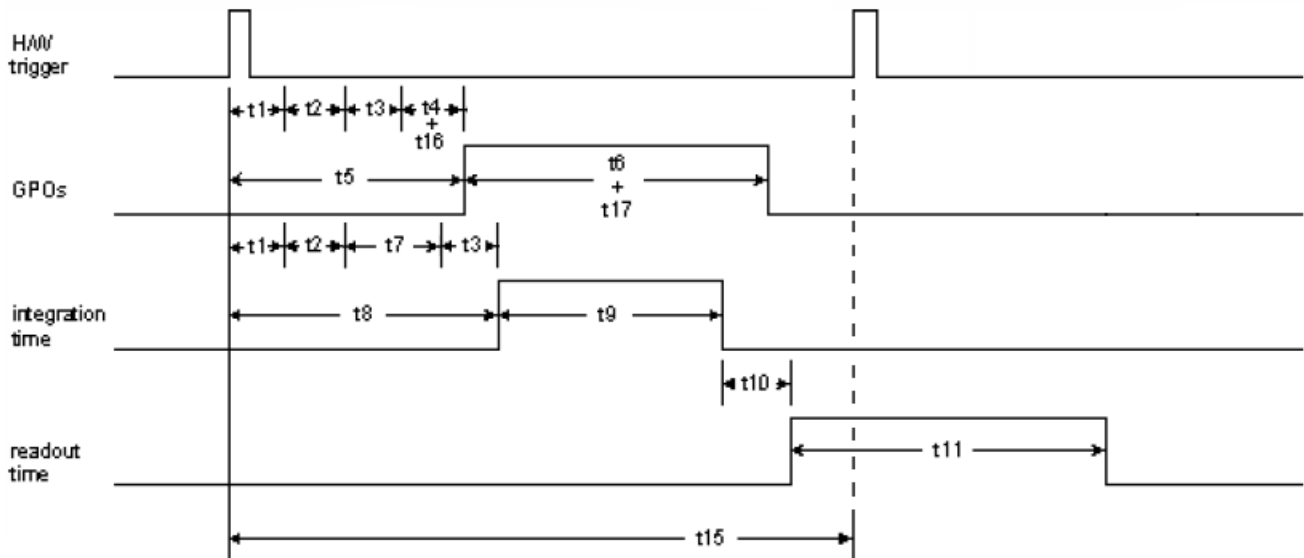 H/W
trigger
t1 t2 t3 t4
+
t16
GPOs
t5
t6
+
t17
t1 t2 t7 t3
integration
time
t8 t9
t10
readout
time
t11
t15